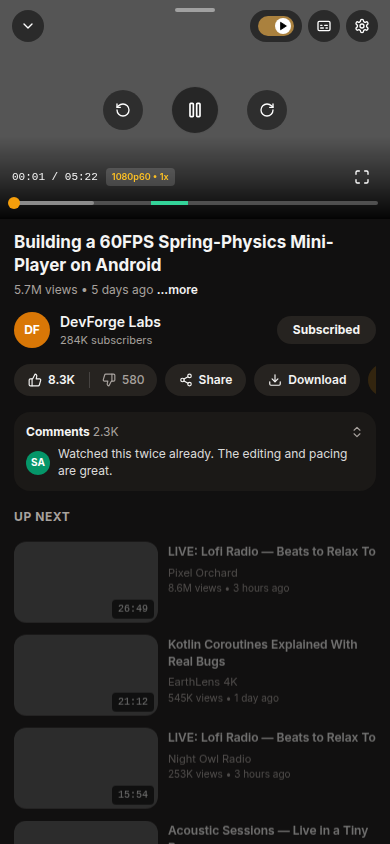 00:01 / 05:22
1080p60 • 1x
Building a 60FPS Spring-Physics Mini-
Player on Android
5.7M views • 5 days ago ...more
DF
DevForge Labs
284K subscribers
Subscribed
8.3K
580
Share
Download
Comments 2.3K
SA
Watched this twice already. The editing and pacing
are great.
UP NEXT
26:49
LIVE: Lofi Radio — Beats to Relax To
Pixel Orchard
8.6M views • 3 hours ago
21:12
Kotlin Coroutines Explained With
Real Bugs
EarthLens 4K
545K views • 1 day ago
15:54
LIVE: Lofi Radio — Beats to Relax To
Night Owl Radio
253K views • 3 hours ago
Acoustic Sessions — Live in a Tiny